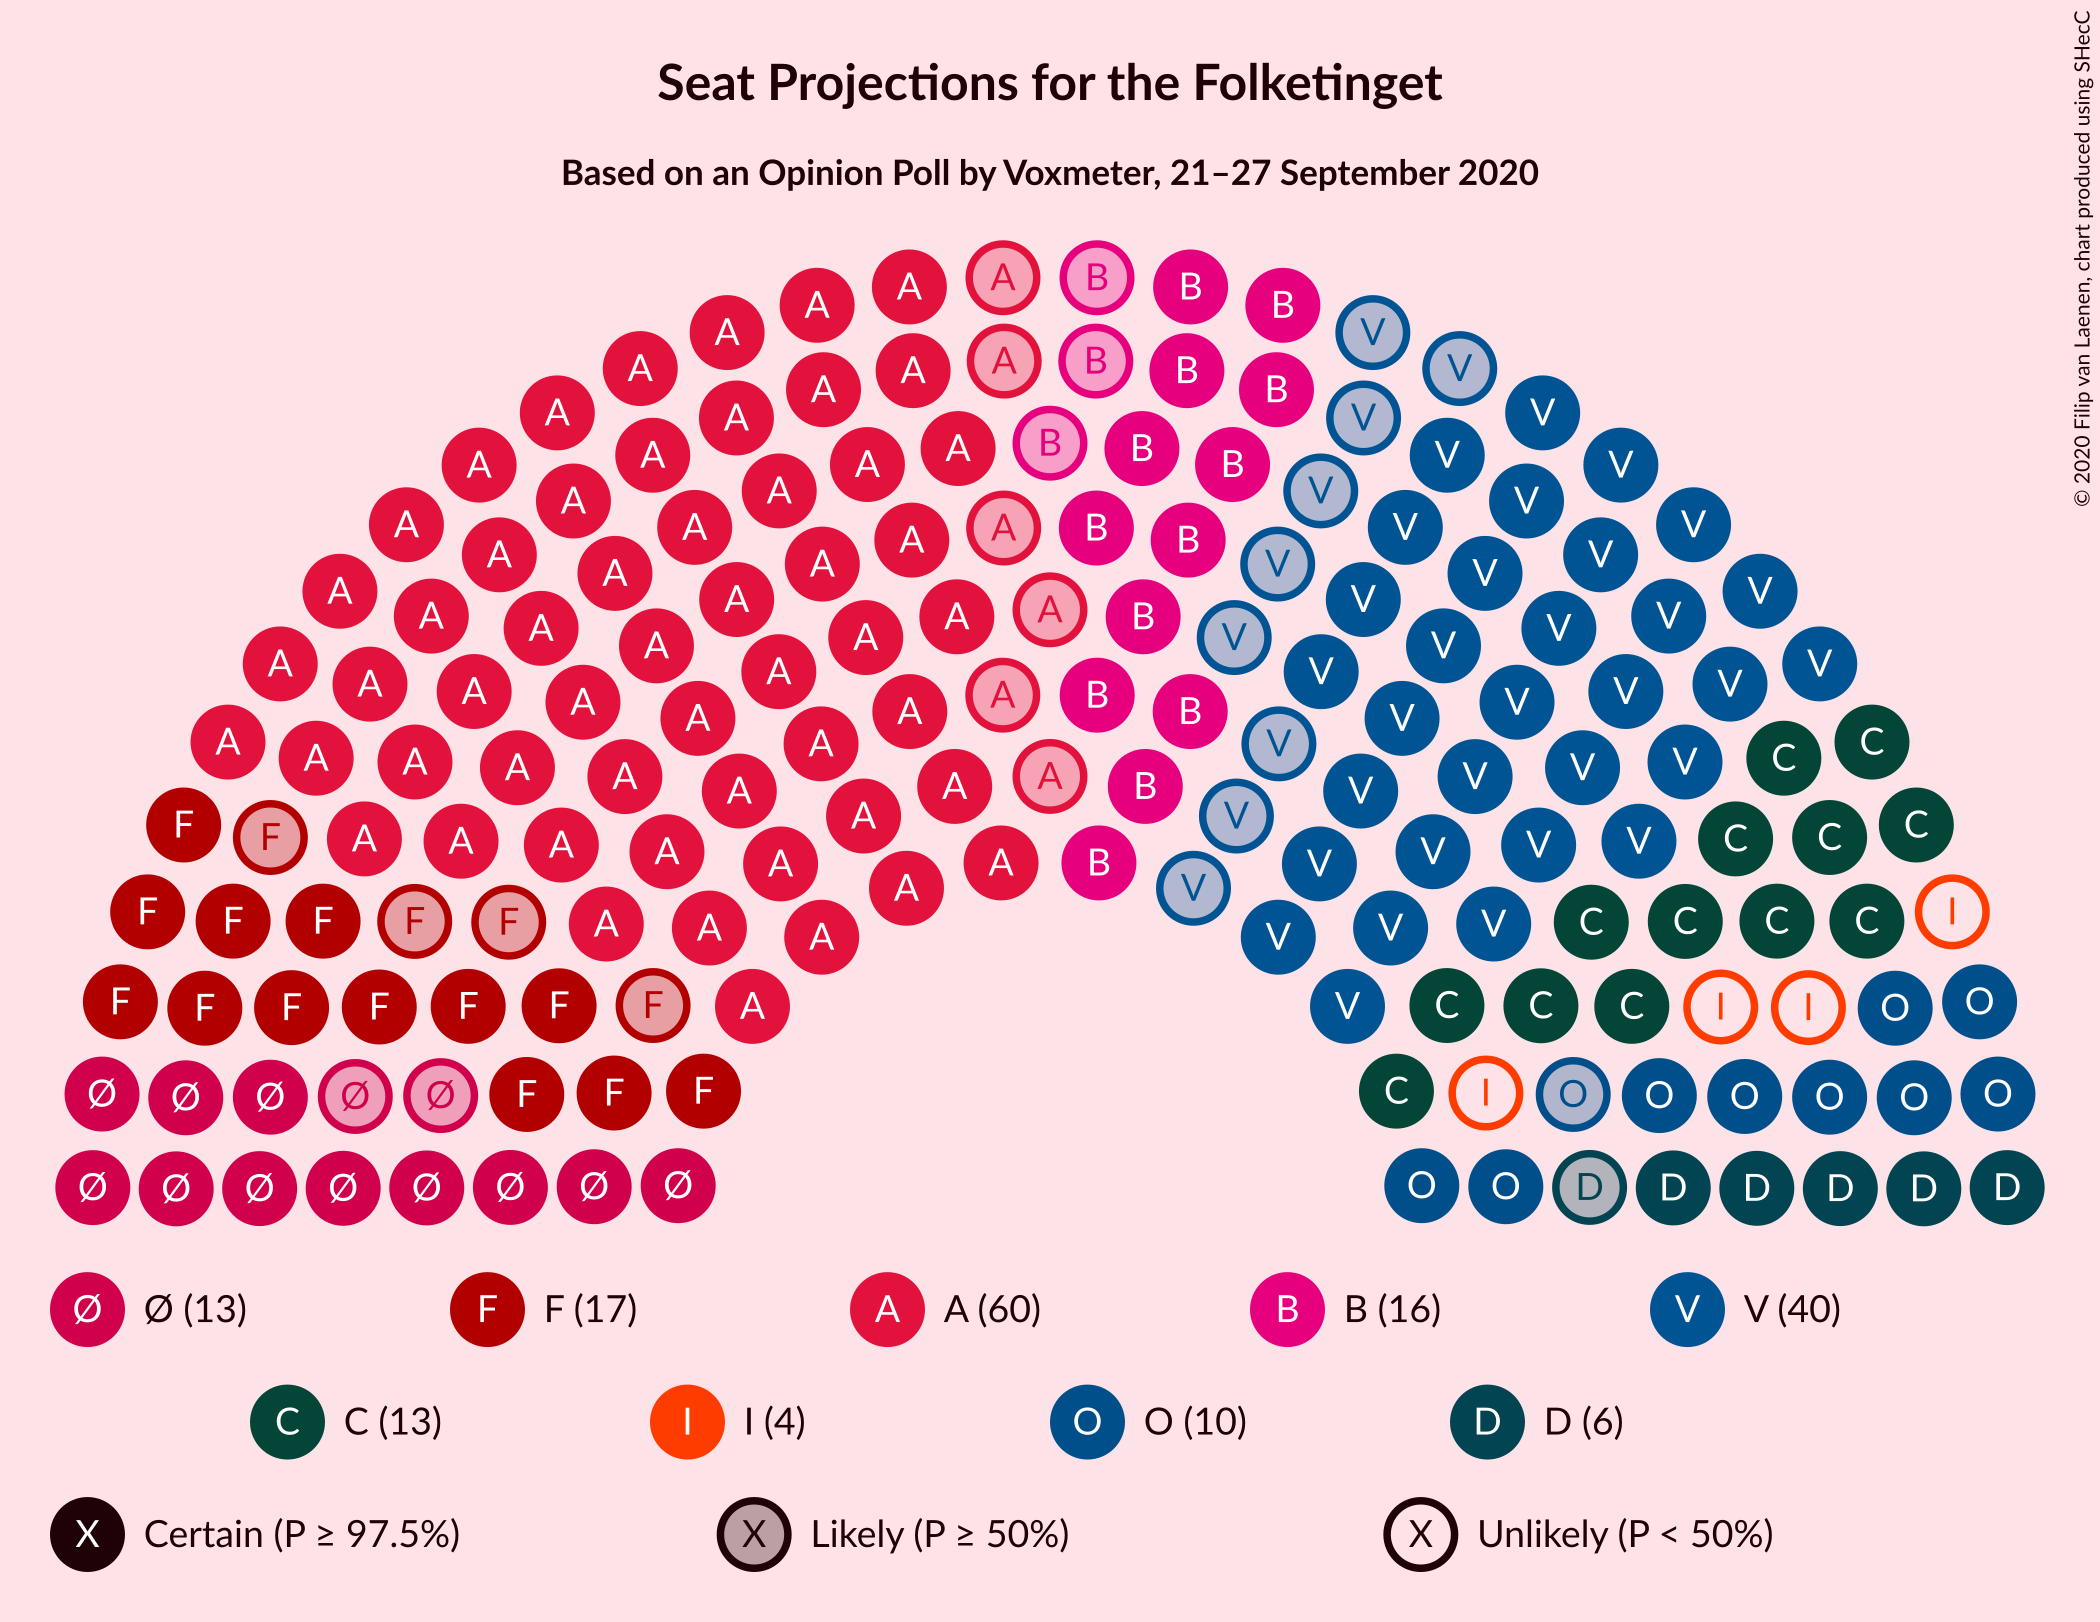 Seat Projections for the Folketinget
Based on an Opinion Poll by Voxmeter, 21–27 September 2020
© 2020 Filip van Laenen, chart produced using SHecC
A A A B B B V V
A A A A B B B V V V
A A A A A B B B V V V V
A A A A A A A B B V V V V V
A A A A A A A A B V V V V V V
A A A A A A A A B B V V V V V V
A A A A A A A A A B V V V V V C C
F F A A A A A A A A B V V V V V C C C
F F F F F A A A V V V C C C C I
F F F F F F F A V C C C I I O O
Ø Ø Ø Ø Ø F F F C I O O O O O O
Ø Ø Ø Ø Ø Ø Ø Ø O O D D D D D D
Ø Ø (13) F F (17) A A (60) B B (16) V V (40)
C C (13) I I (4) O O (10) D D (6)
X Certain (P ≥ 97.5%) X Likely (P ≥ 50%) X Unlikely (P < 50%)